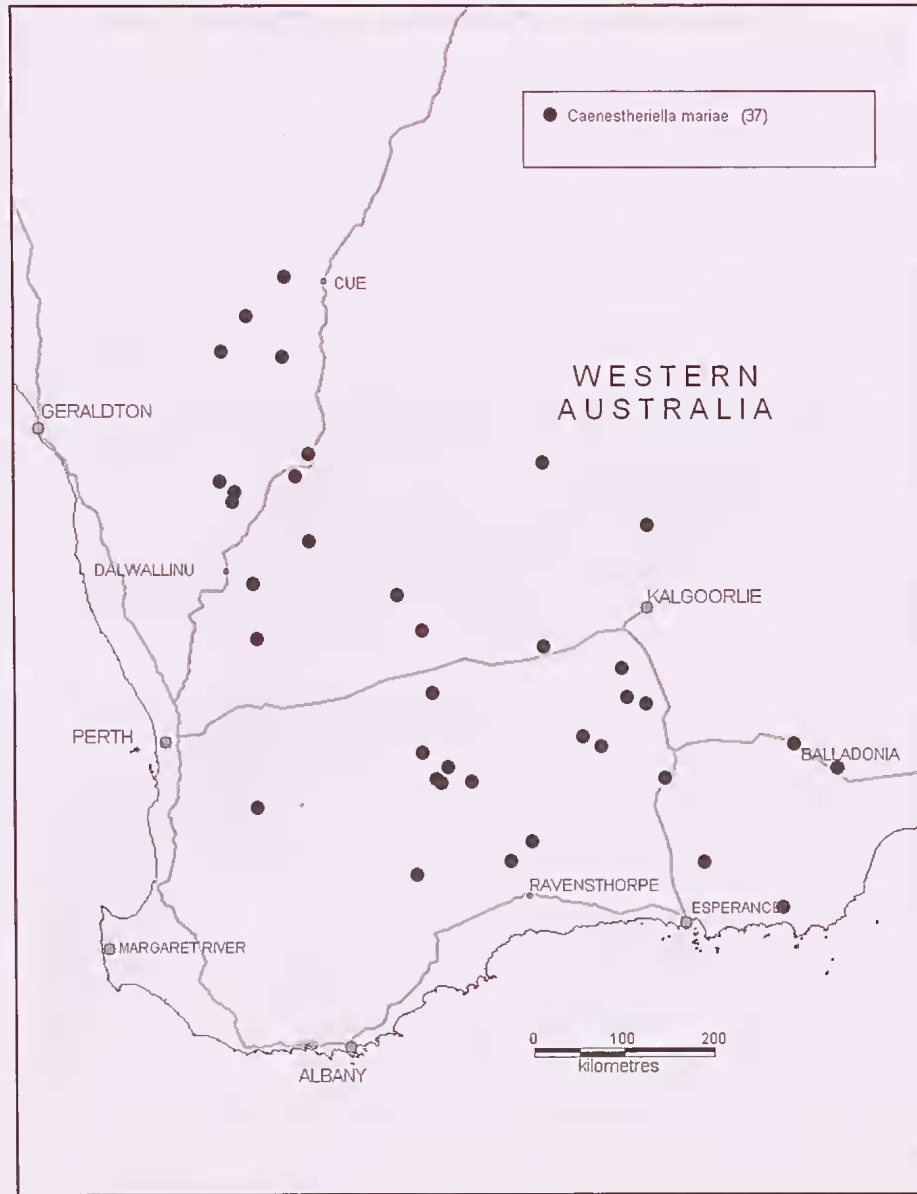 Caenestheriella mariae (37)
CUE
WESTERN
AUSTRALIA
GERALDTON
DALWALLINU
KALGOORLIE
PERTH
BALLADONIA
RAVENSTHORPE
ESPERANCE
MARGARET RIVER
0 100 200
kilometres
ALBANY